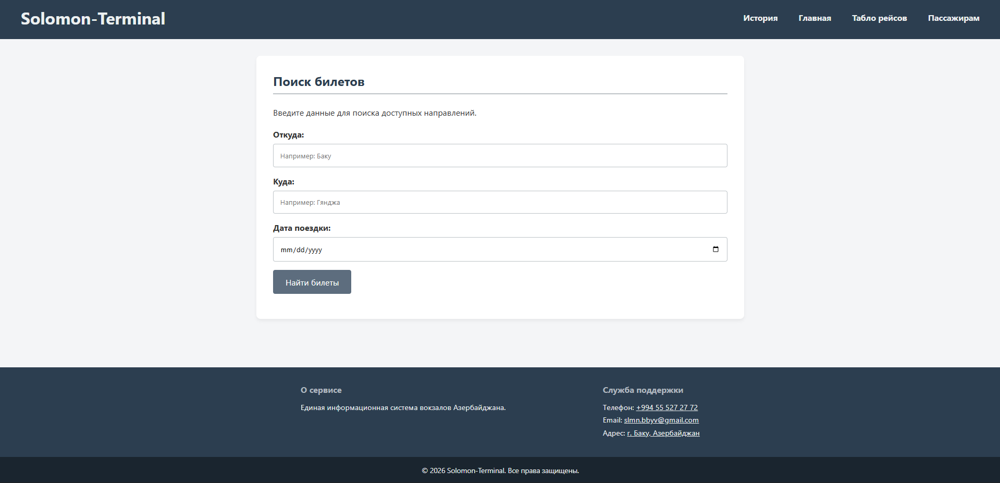 Solomon-Terminal
История Главная Табло рейсов Пассажирам
Поиск билетов
Введите данные для поиска доступных направлений.
Откуда:
Например: Баку
Куда:
Например: Гянджа
Дата поездки:
mm/dd/yyyy
Найти билеты
О сервисе
Единая информационная система вокзалов Азербайджана.
Служба поддержки
Телефон: +994 55 527 27 72
Email: slmn.bbyv@gmail.com
Адрес: г. Баку, Азербайджан
© 2026 Solomon-Terminal. Все права защищены.